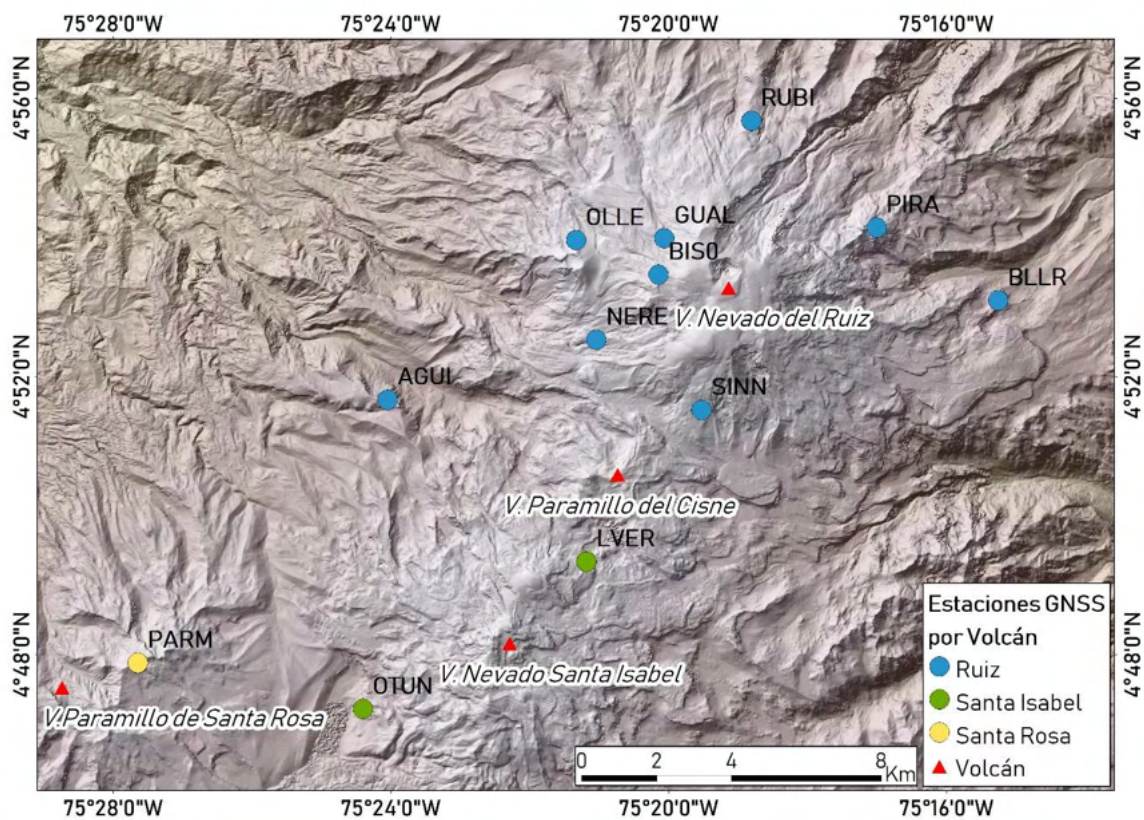 75°28'0"W 75°24'0"W 75°20'0"W 75°16'0"W
4°56'0"N
4°56'0"N
RUBI
PIRA
OLLE
GUAL
BIS0
BLLR
V. Nevado del Ruiz
NERE
4°52'0"N
4°52'0"N
AGUI
SINN
V. Paramillo del Cisne
LVER
4°48'0"N
4°48'0"N
PARM
V. Nevado Santa Isabel
OTUN
V.Paramillo de Santa Rosa
Estaciones GNSS
por Volcán
Ruiz
Santa Isabel
Santa Rosa
Volcán
0 2 4 8
Km
75°28'0"W 75°24'0"W 75°20'0"W 75°16'0"W